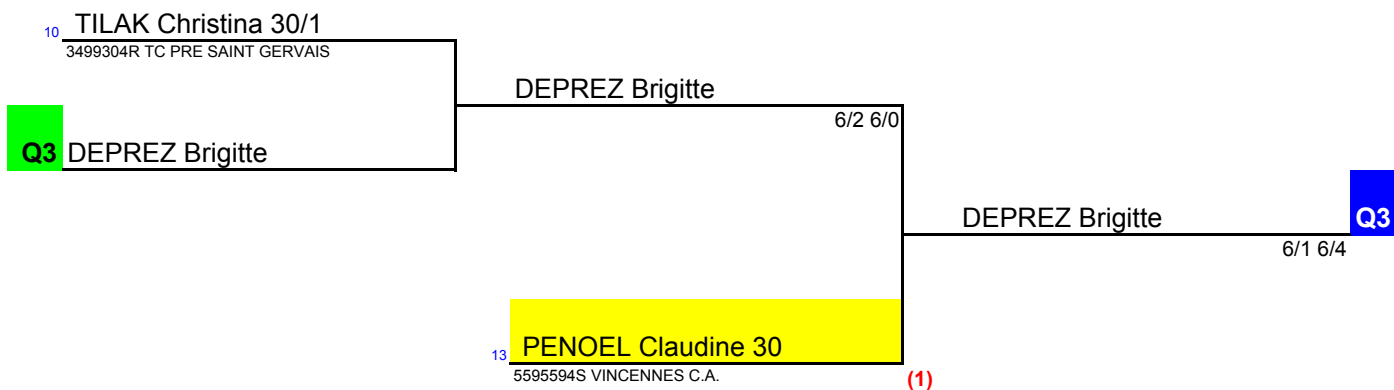 10 TILAK Christina 30/1
3499304R TC PRE SAINT GERVAIS
DEPREZ Brigitte
6/2 6/0
Q3 DEPREZ Brigitte
DEPREZ Brigitte Q3
6/1 6/4
13 PENOEL Claudine 30
5595594S VINCENNES C.A.
(1)